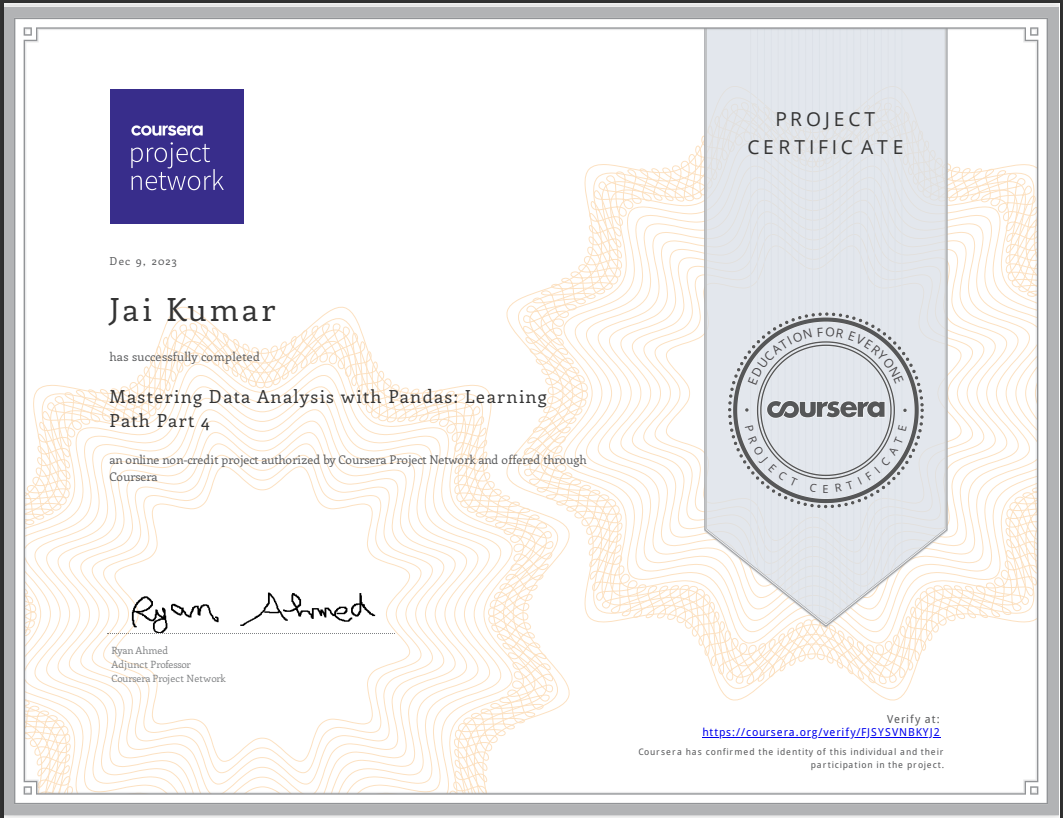 coursera
project
network
PROJECT
CERTIFICATE
Dec 9, 2023
Jai Kumar
has successfully completed
Mastering Data Analysis with Pandas: Learning
Path Part 4
an online non-credit project authorized by Coursera Project Network and offered through
Coursera
EDUCATION FOR EVERYONE
coursera
PROJECT CERTIFICATE
Ryan Ahmed
Ryan Ahmed
Adjunct Professor
Coursera Project Network
Verify at:
https://coursera.org/verify/FJSYSVNBKYJ2
Coursera has confirmed the identity of this individual and their
participation in the project.